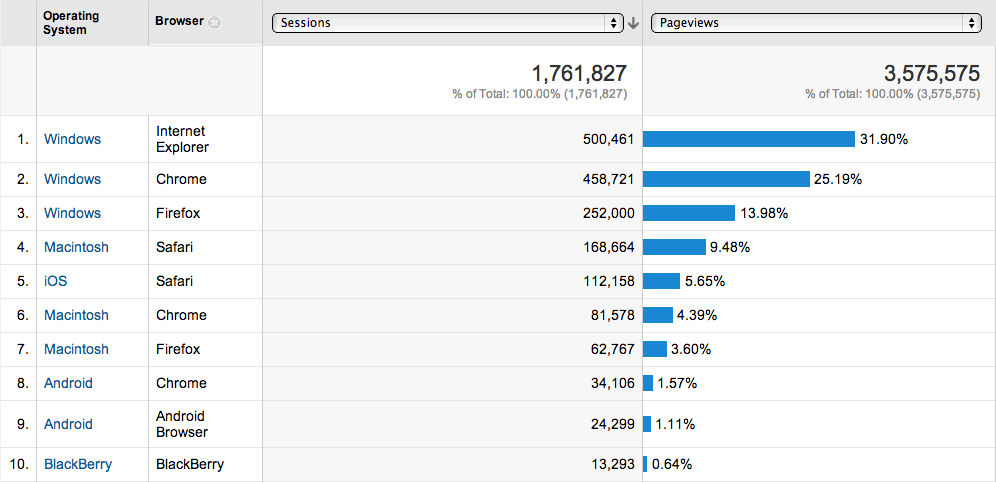 Operating System Browser Sessions Pageviews
1,761,827 3,575,575
% of Total: 100.00% (1,761,827) % of Total: 100.00% (3,575,575)
1. Windows Internet Explorer 500,461 31.90%
2. Windows Chrome 458,721 25.19%
3. Windows Firefox 252,000 13.98%
4. Macintosh Safari 168,664 9.48%
5. iOS Safari 112,158 5.65%
6. Macintosh Chrome 81,578 4.39%
7. Macintosh Firefox 62,767 3.60%
8. Android Chrome 34,106 1.57%
9. Android Android Browser 24,299 1.11%
10. BlackBerry BlackBerry 13,293 0.64%